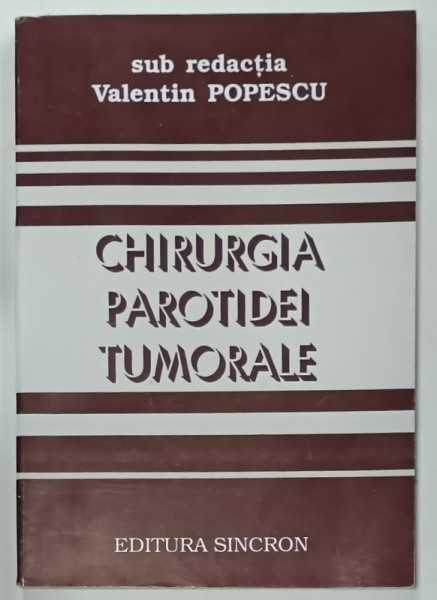 sub redacția
Valentin POPESCU
CHIRURGIA
PAROTIDEI
TUMORALE
EDITURA SINCRON